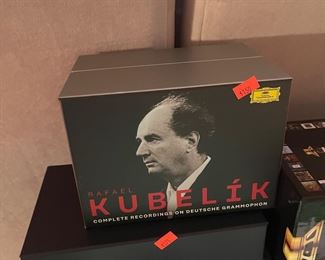 RAFAEL
KUBELÍK
COMPLETE RECORDINGS ON DEUTSCHE GRAMMOPHON